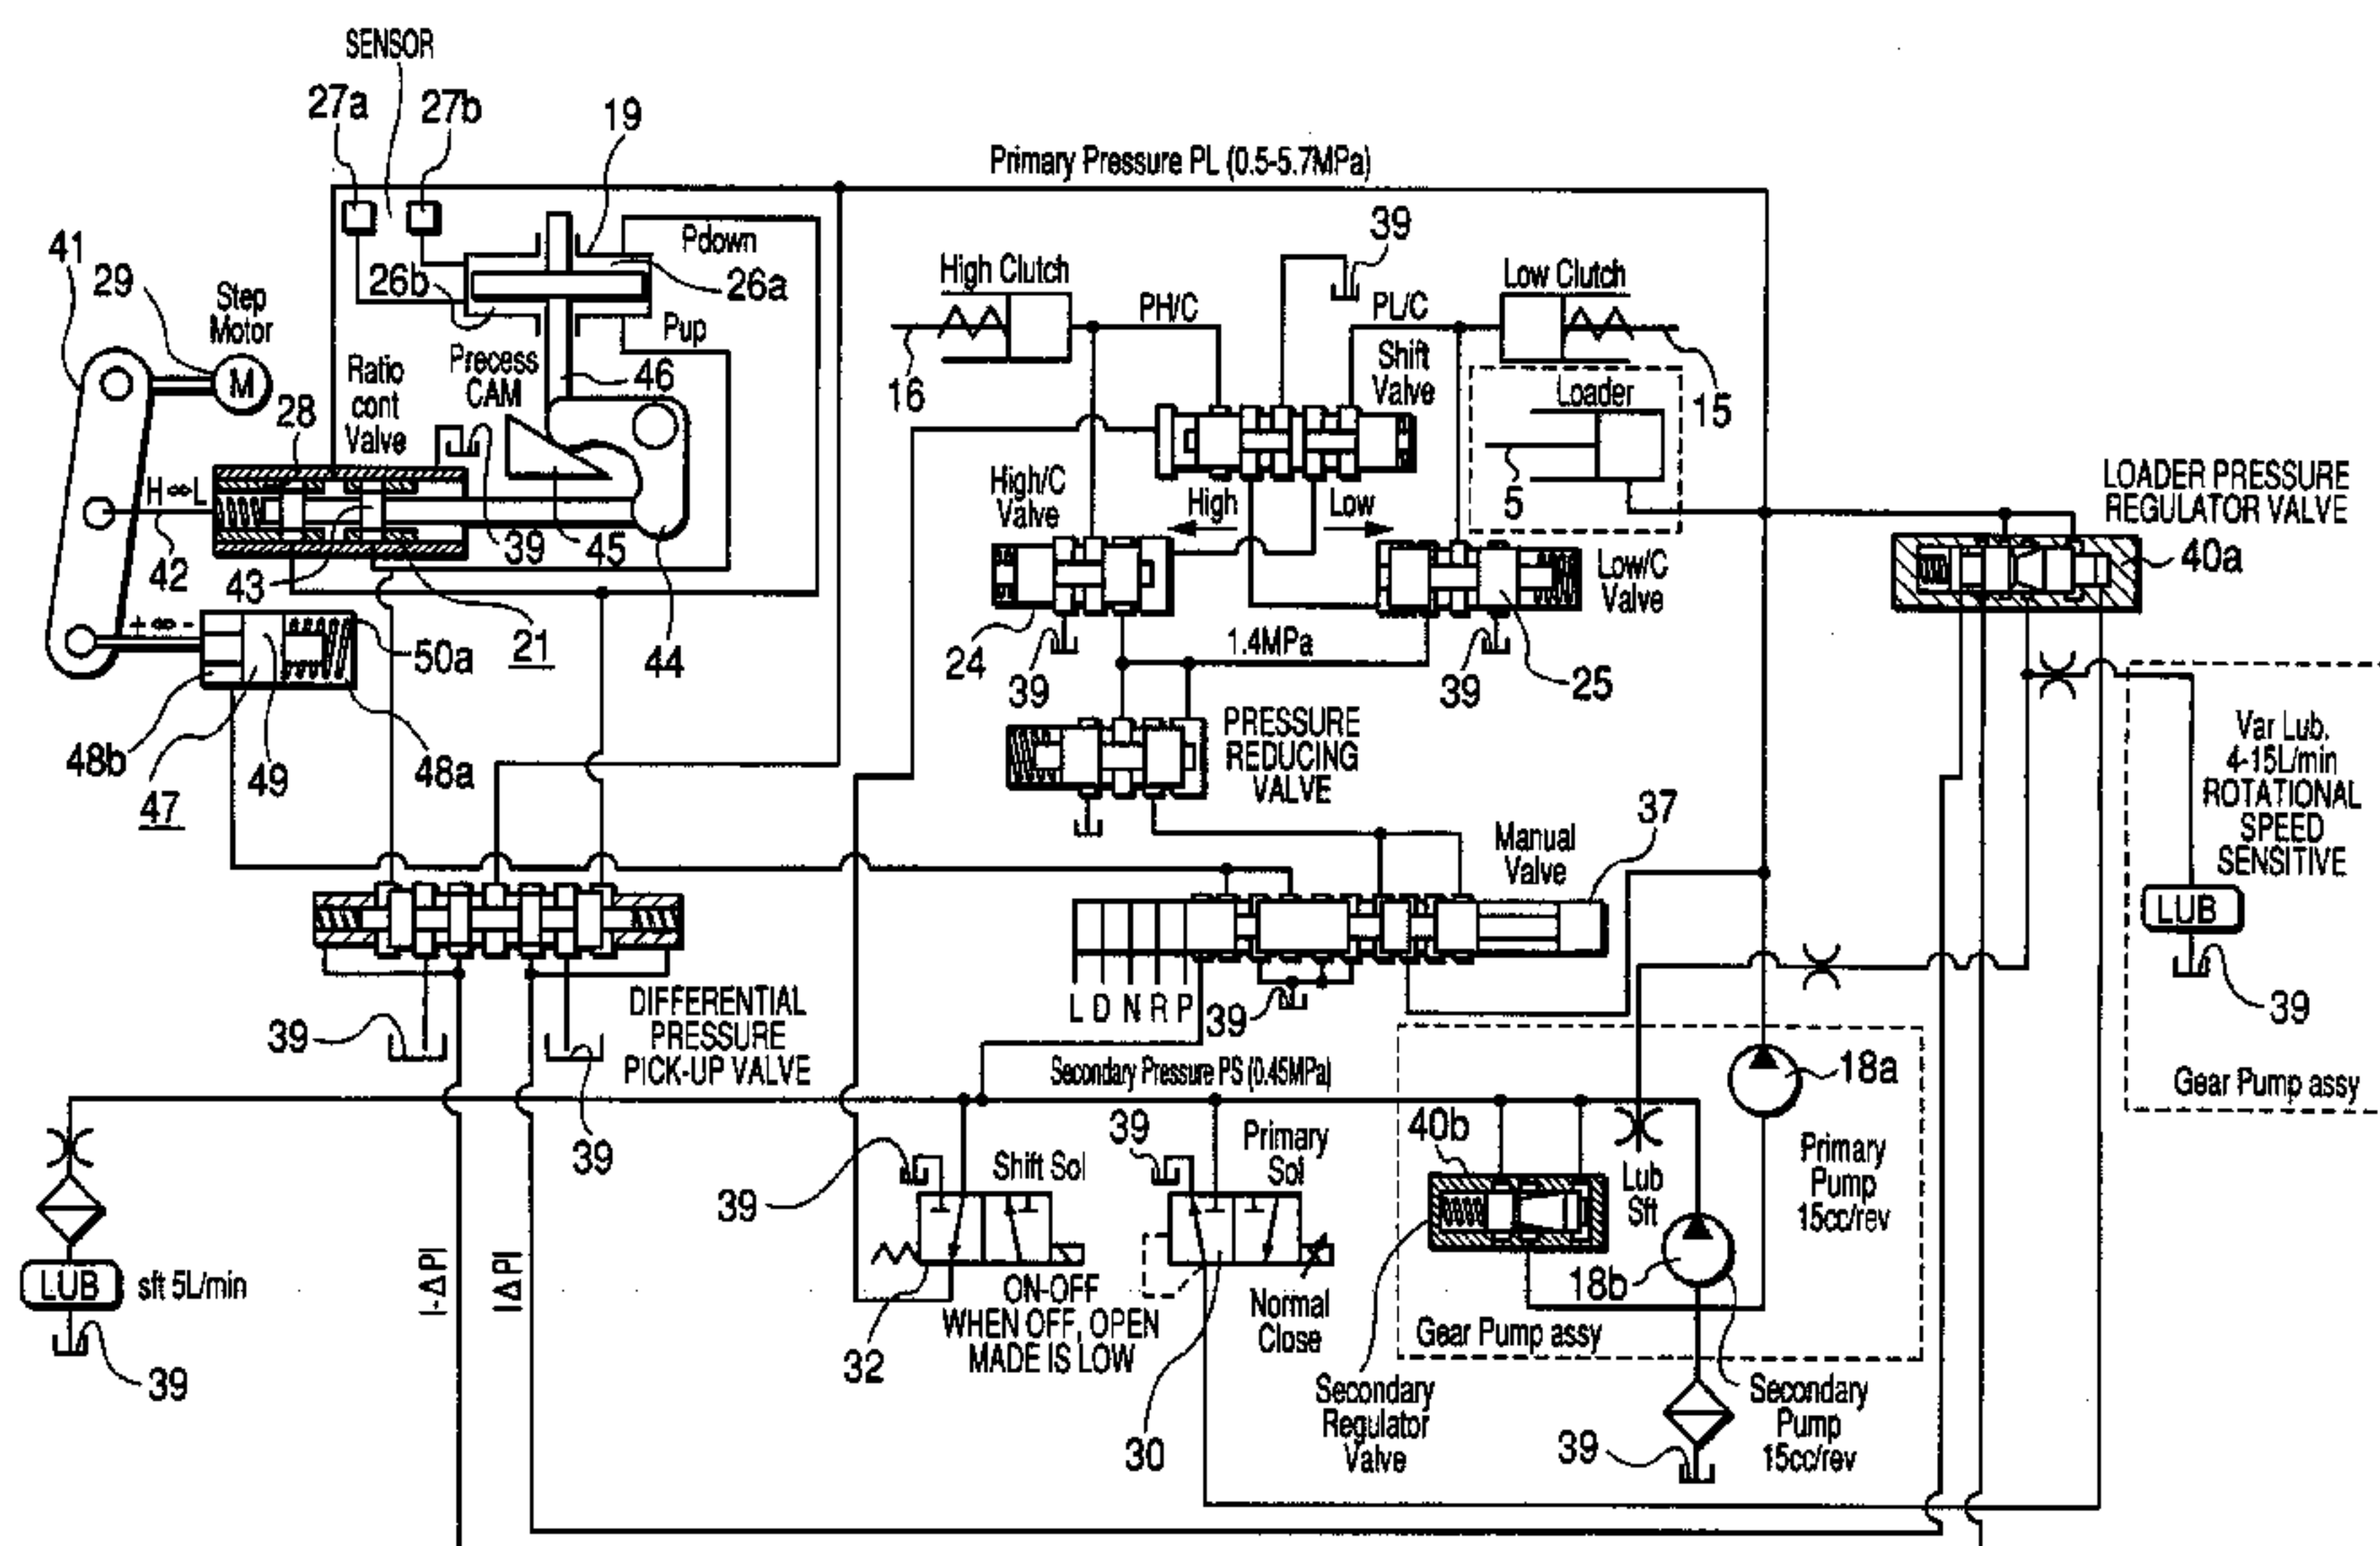 SENSOR
27a
27b
19
Primary Pressure PL (0.5-5.7MPa)
41
29
Step
Motor
M
26b
Pdown
26a
Pup
39
High Clutch
PH/C
PL/C
Low Clutch
16
15
Shift
Valve
Loader
5
Ratio
cont
Valve
28
Precess
CAM
46
39
H⇔L
42
43
45
44
21
High/C
Valve
High
Low
Low/C
Valve
LOADER PRESSURE
REGULATOR VALVE
40a
+⇔-
50a
48b
47
49
48a
24
39
1.4MPa
39
25
PRESSURE
REDUCING
VALVE
Var Lub.
4-15L/min
ROTATIONAL
SPEED
SENSITIVE
LUB
39
Gear Pump assy
Manual
Valve
37
L D N R P
39
DIFFERENTIAL
PRESSURE
PICK-UP VALVE
39
39
Secondary Pressure PS (0.45MPa)
18a
Primary
Pump
15cc/rev
40b
Lub
Sft
18b
Gear Pump assy
39
Shift Sol
39
Primary
Sol
ON-OFF
WHEN OFF, OPEN
MADE IS LOW
32
Normal
Close
30
Secondary
Regulator
Valve
39
Secondary
Pump
15cc/rev
LUB
sft 5L/min
39
I-ΔPI
IΔPI